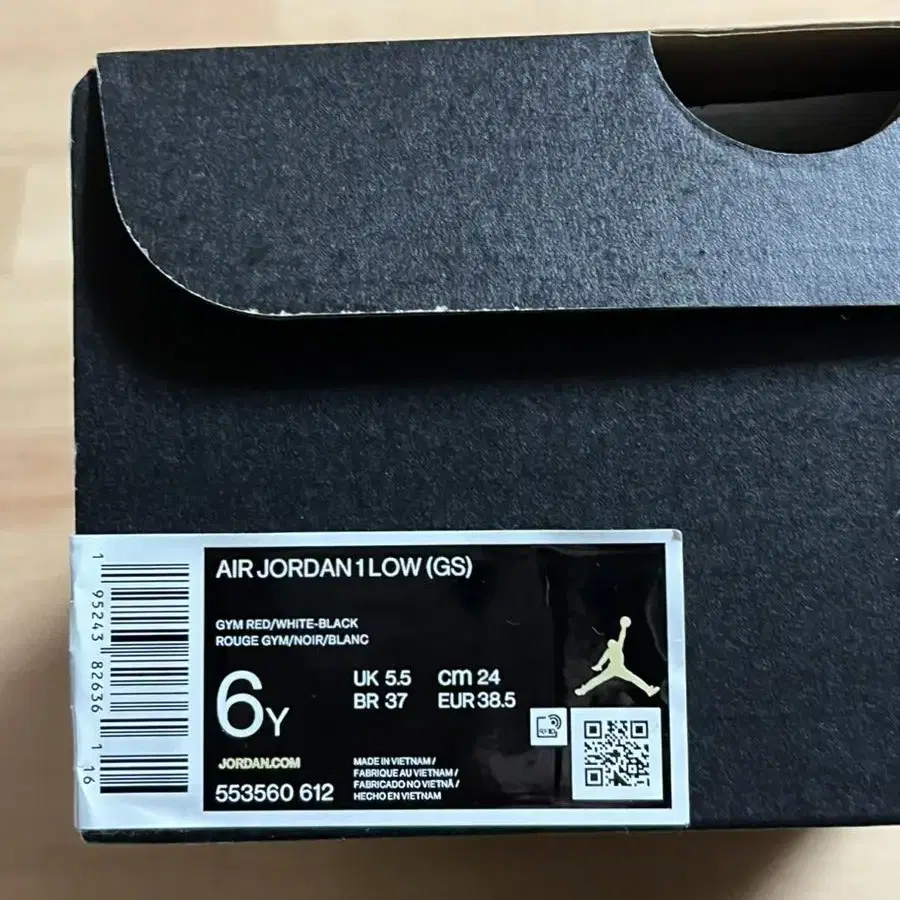 AIR JORDAN 1 LOW (GS)
GYM RED/WHITE-BLACK
ROUGE GYM/NOIR/BLANC
6Y
UK 5.5 cm 24
BR 37 EUR 38.5
JORDAN.COM
553560 612
MADE IN VIETNAM /
FABRIQUE AU VIETNAM /
FABRICADO NO VIETNÃ /
HECHO EN VIETNAM
1 95243 82636 1 16